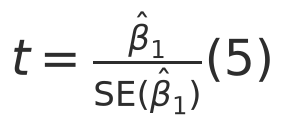 t = β̂₁ / SE(β̂₁) (5)